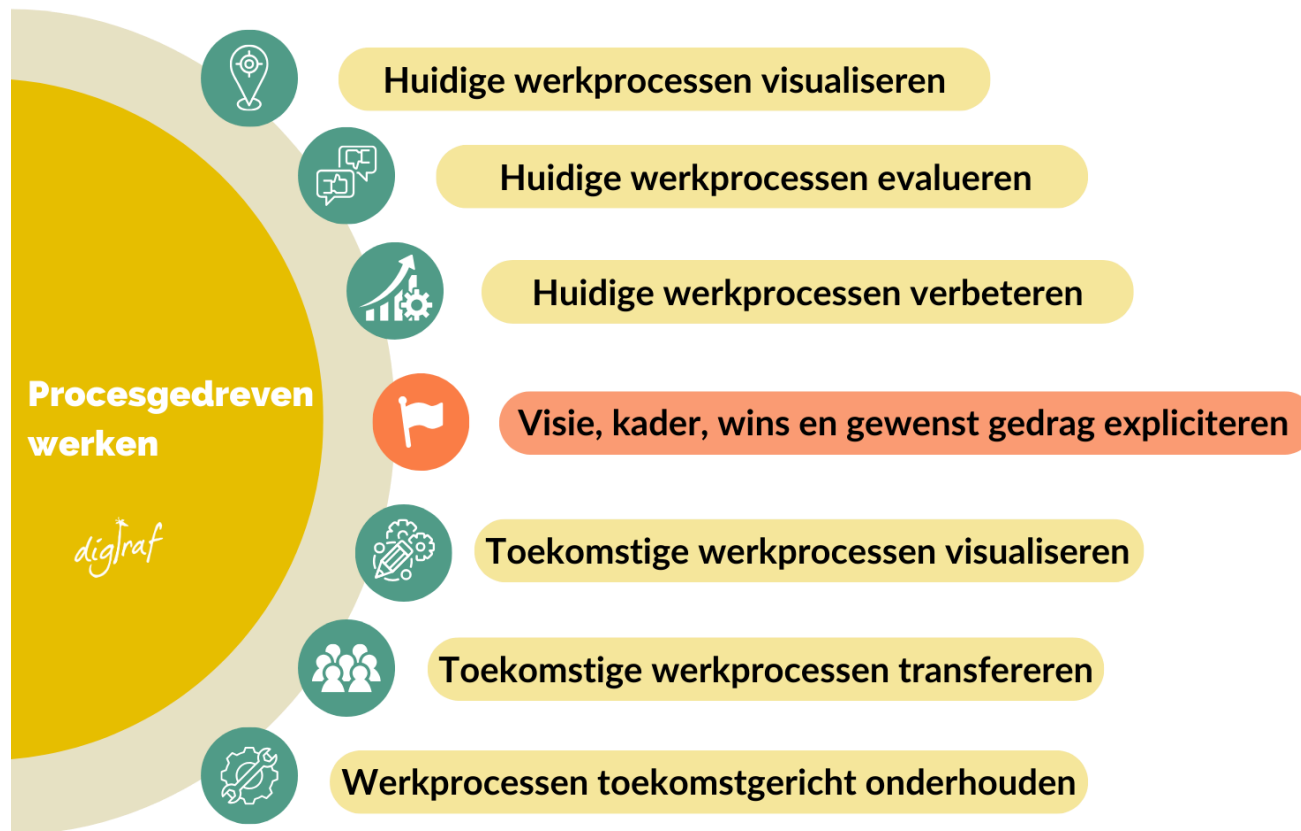 Huidige werkprocessen visualiseren
Huidige werkprocessen evalueren
Huidige werkprocessen verbeteren
Procesgedreven
werken
Visie, kader, wins en gewenst gedrag expliciteren
digiraf
Toekomstige werkprocessen visualiseren
Toekomstige werkprocessen transfereren
Werkprocessen toekomstgericht onderhouden